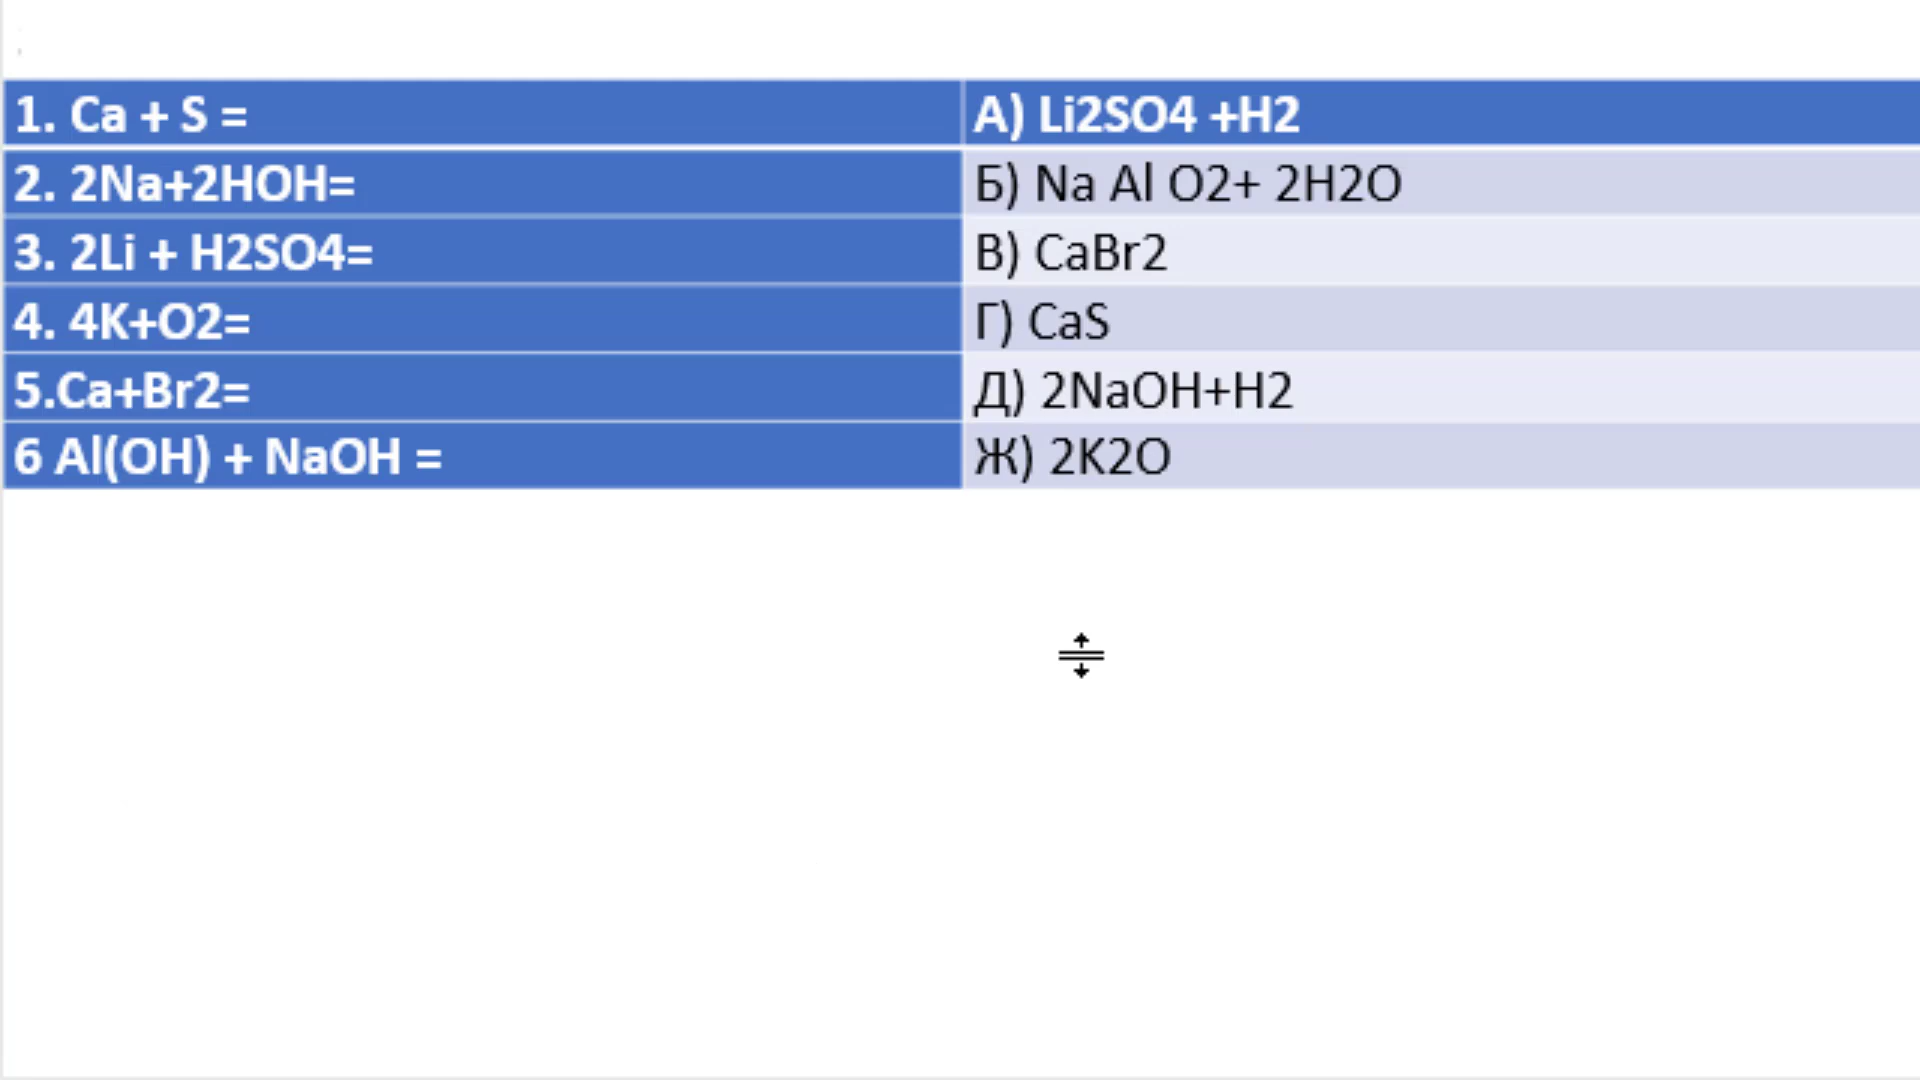 1. Ca + S =
А) Li2SO4 +H2
2. 2Na+2HOH=
Б) Na Al O2+ 2H2O
3. 2Li + H2SO4=
В) CaBr2
4. 4K+O2=
Г) CaS
5.Ca+Br2=
Д) 2NaOH+H2
6 Al(OH) + NaOH =
Ж) 2K2O